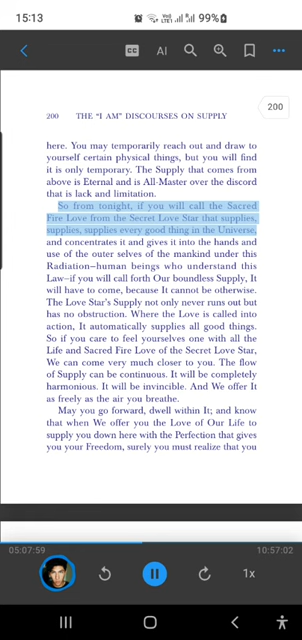 15:13
99%
CC
AI
200
200 THE "I AM" DISCOURSES ON SUPPLY
here. You may temporarily reach out and draw to
yourself certain physical things, but you will find
it is only temporary. The Supply that comes
from above is Eternal and is All-Master over the discord
that is lack and limitation.
So from tonight, if you will call the Sacred
Fire Love from the Secret Love Star that supplies,
supplies, supplies every good thing in the Universe,
and concentrates it and gives it into the hands and
use of the outer selves of the mankind under this
Radiation—human beings who understand this
Law—if you will call forth Our boundless Supply, It
will have to come, because It cannot be otherwise.
The Love Star's Supply not only never runs out but
has no obstruction. Where the Love is called into
action, It automatically supplies all good things.
So if you care to feel yourselves one with all the
Life and Sacred Fire Love of the Secret Love Star,
We can come very much closer to you. The flow
of Supply can be continuous. It will be completely
harmonious. It will be invincible. And We offer It
as freely as the air you breathe.
May you go forward, dwell within It; and know
that when We offer you the Love of Our Life to
supply you down here with the Perfection that gives
you your Freedom, surely you must realize that you
05:07:59
10:57:02
1x